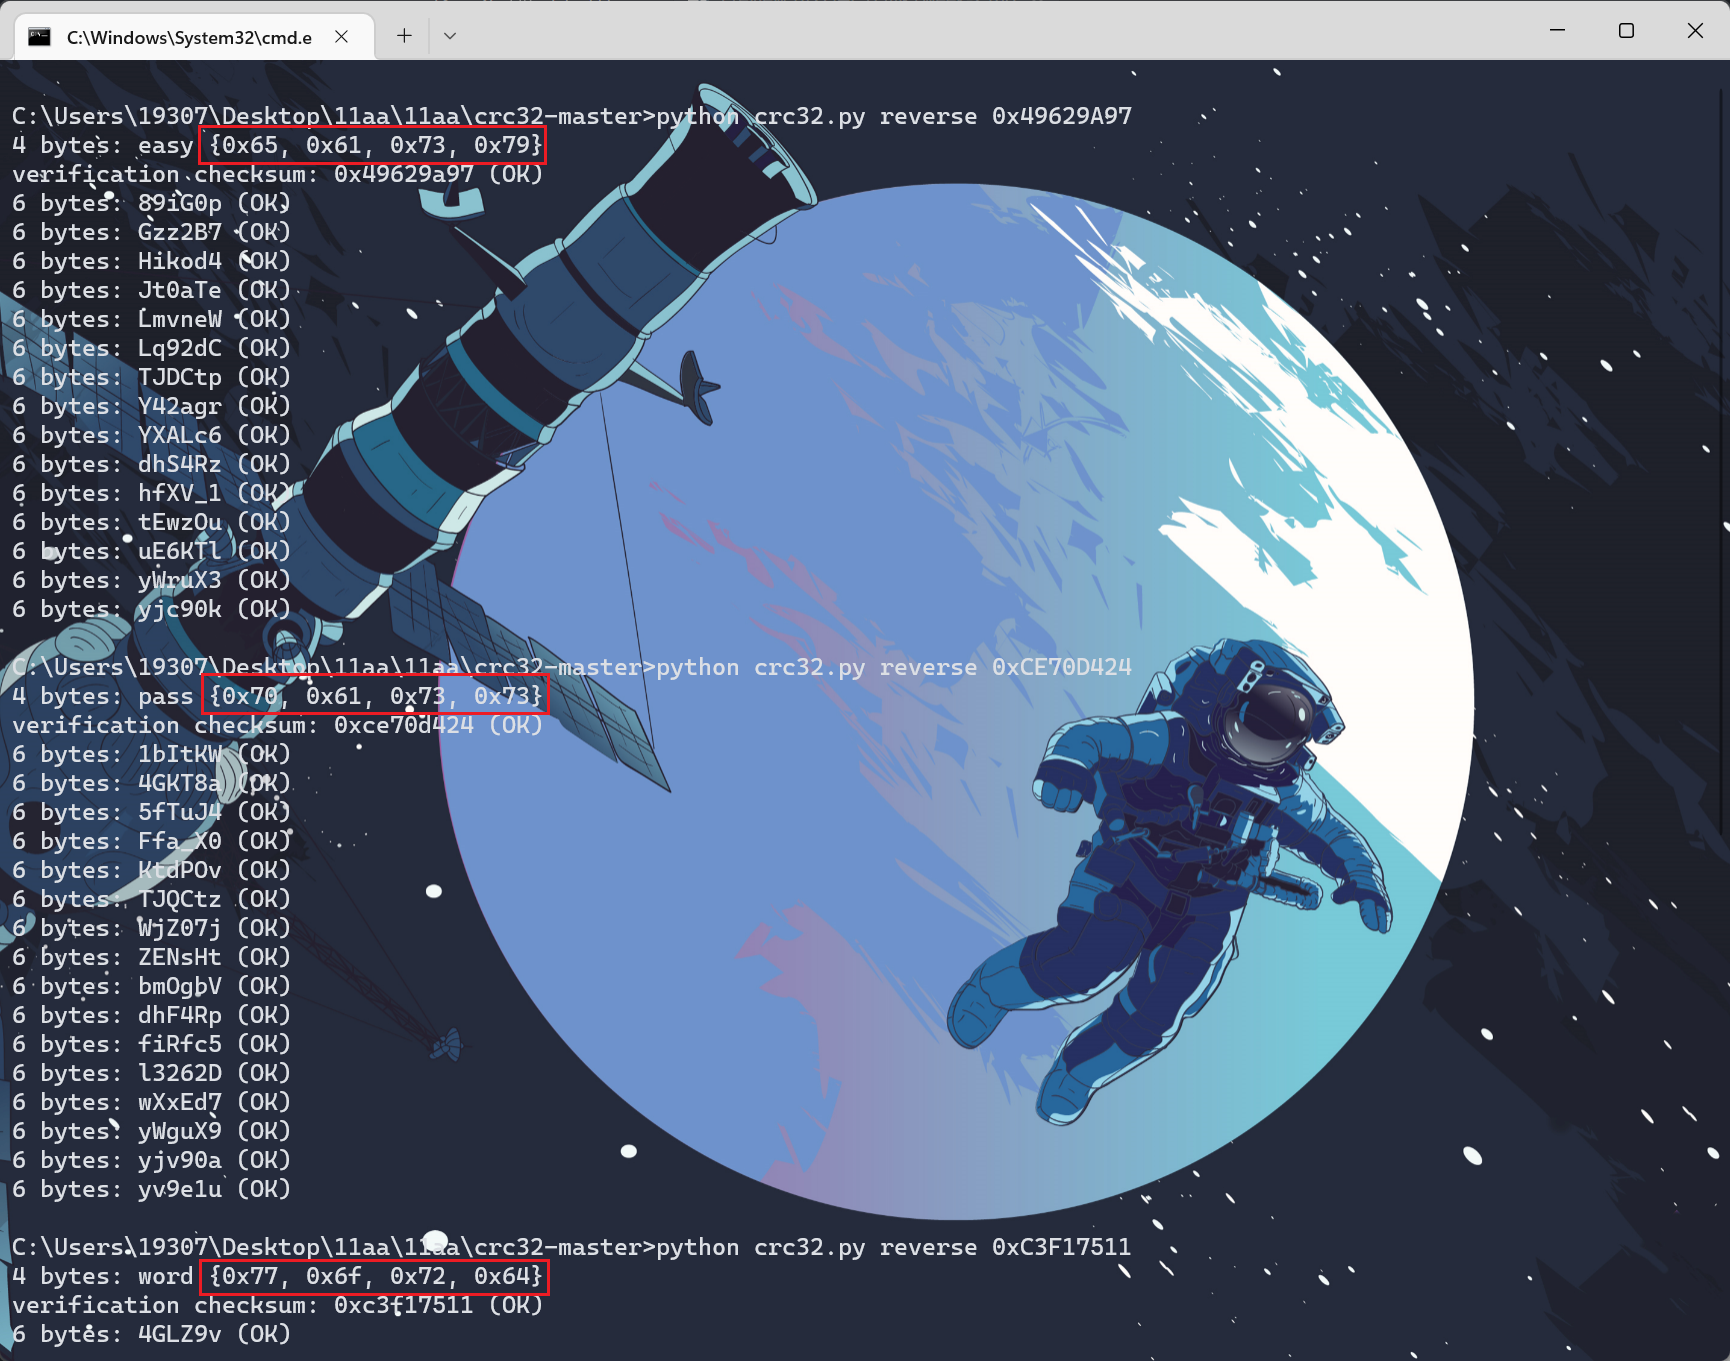 C:\Windows\System32\cmd.e
C:\Users\19307\Desktop\11aa\11aa\crc32-master>python crc32.py reverse 0x49629A97
4 bytes: easy {0x65, 0x61, 0x73, 0x79}
verification checksum: 0x49629a97 (OK)
6 bytes: 89iG0p (OK)
6 bytes: Gzz2B7 (OK)
6 bytes: Hikod4 (OK)
6 bytes: Jt0aTe (OK)
6 bytes: LmvneW (OK)
6 bytes: Lq92dC (OK)
6 bytes: TJDCtp (OK)
6 bytes: Y42agr (OK)
6 bytes: YXALc6 (OK)
6 bytes: dhS4Rz (OK)
6 bytes: hfXV_1 (OK)
6 bytes: tEwzOu (OK)
6 bytes: uE6KTl (OK)
6 bytes: yWruX3 (OK)
6 bytes: yjc90k (OK)
C:\Users\19307\Desktop\11aa\11aa\crc32-master>python crc32.py reverse 0xCE70D424
4 bytes: pass {0x70, 0x61, 0x73, 0x73}
verification checksum: 0xce70d424 (OK)
6 bytes: 1bItKW (OK)
6 bytes: 4GKT8a (OK)
6 bytes: 5fTuJ4 (OK)
6 bytes: Ffa_X0 (OK)
6 bytes: KtdPOv (OK)
6 bytes: TJQCtz (OK)
6 bytes: WjZ07j (OK)
6 bytes: ZENsHt (OK)
6 bytes: bmOgbV (OK)
6 bytes: dhF4Rp (OK)
6 bytes: fiRfc5 (OK)
6 bytes: l3262D (OK)
6 bytes: wXxEd7 (OK)
6 bytes: yWguX9 (OK)
6 bytes: yjv90a (OK)
6 bytes: yv9e1u (OK)
C:\Users\19307\Desktop\11aa\11aa\crc32-master>python crc32.py reverse 0xC3F17511
4 bytes: word {0x77, 0x6f, 0x72, 0x64}
verification checksum: 0xc3f17511 (OK)
6 bytes: 4GLZ9v (OK)